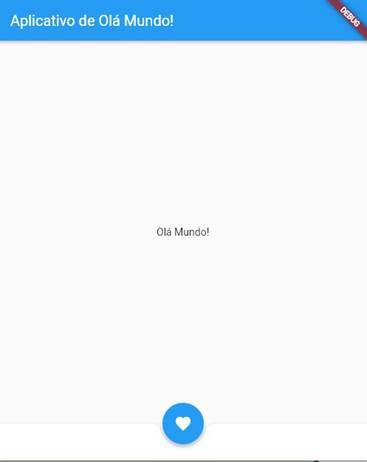 Aplicativo de Olá Mundo!
DEBUG
Olá Mundo!